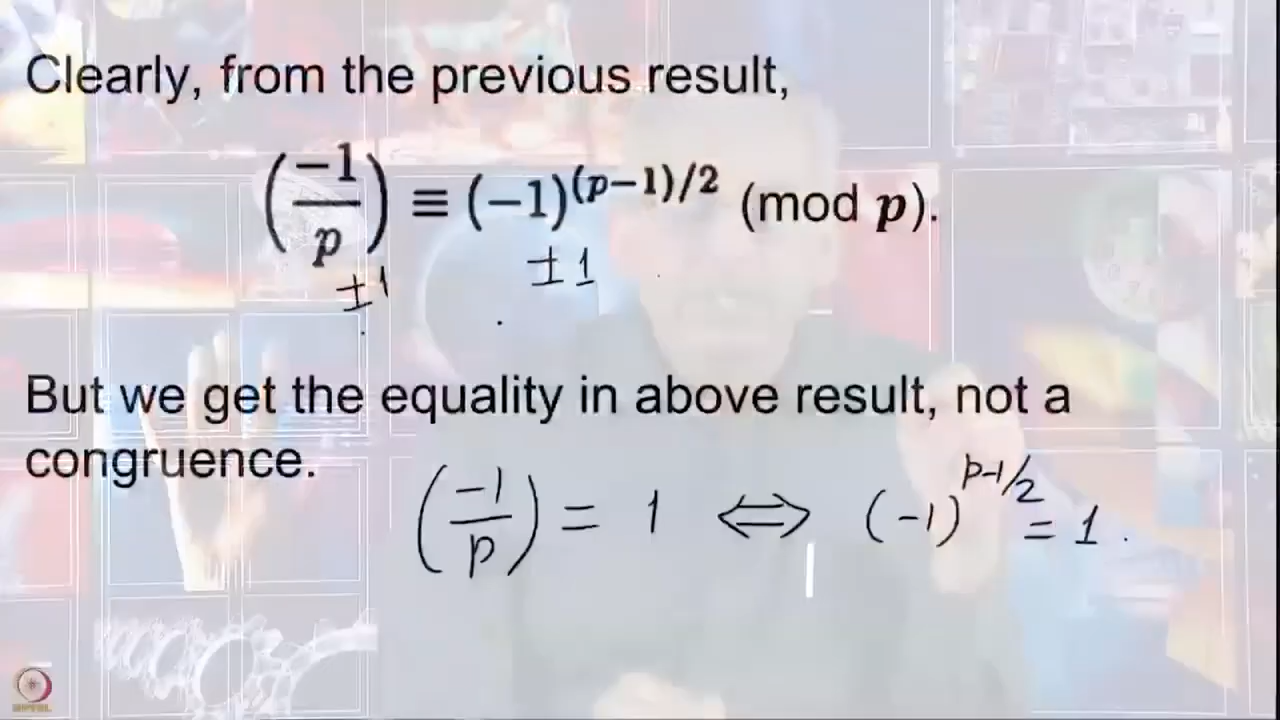 Clearly, from the previous result,
(−1/p) ≡ (−1)^(p−1)/2 (mod p).
±1 ±1
But we get the equality in above result, not a
congruence.
(−1/p) = 1 ⟺ (−1)^p-1/2 = 1.